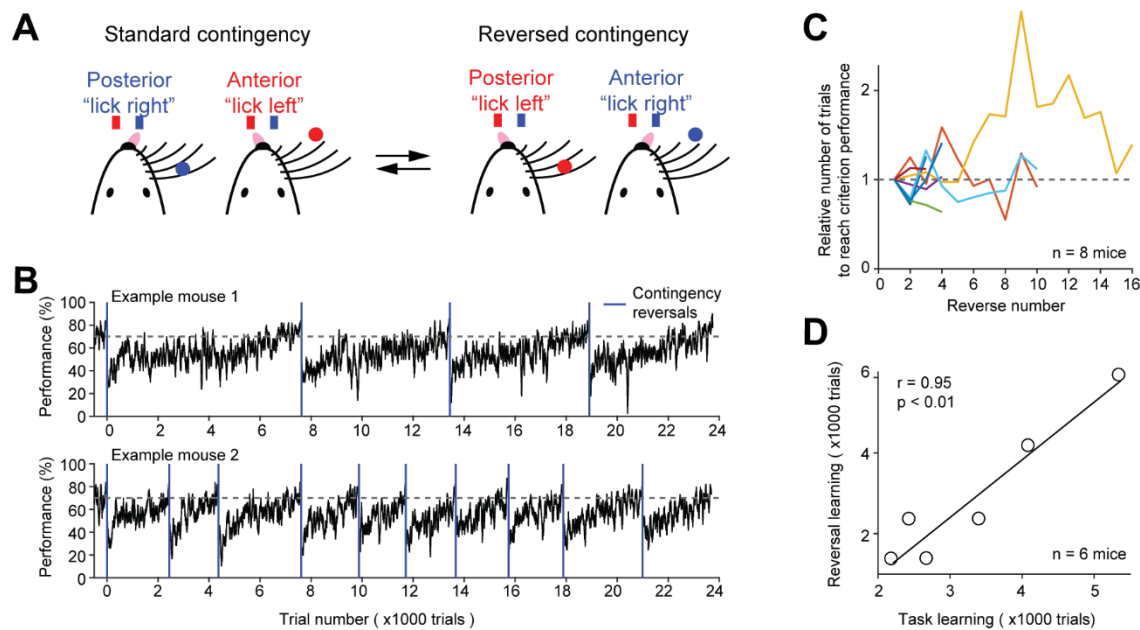 A
Standard contingency
Reversed contingency
Posterior
"lick right"
Anterior
"lick left"
Posterior
"lick left"
Anterior
"lick right"
B
Example mouse 1
Contingency
reversals
Performance (%)
100
80
60
40
20
0
0 2 4 6 8 10 12 14 16 18 20 22 24
Example mouse 2
Performance (%)
100
80
60
40
20
0
0 2 4 6 8 10 12 14 16 18 20 22 24
Trial number ( x1000 trials )
C
Relative number of trials
to reach criterion performance
2
1
0
n = 8 mice
0 2 4 6 8 10 12 14 16
Reverse number
D
Reversal learning ( x1000 trials)
6
4
2
r = 0.95
p < 0.01
n = 6 mice
2 3 4 5
Task learning ( x1000 trials)